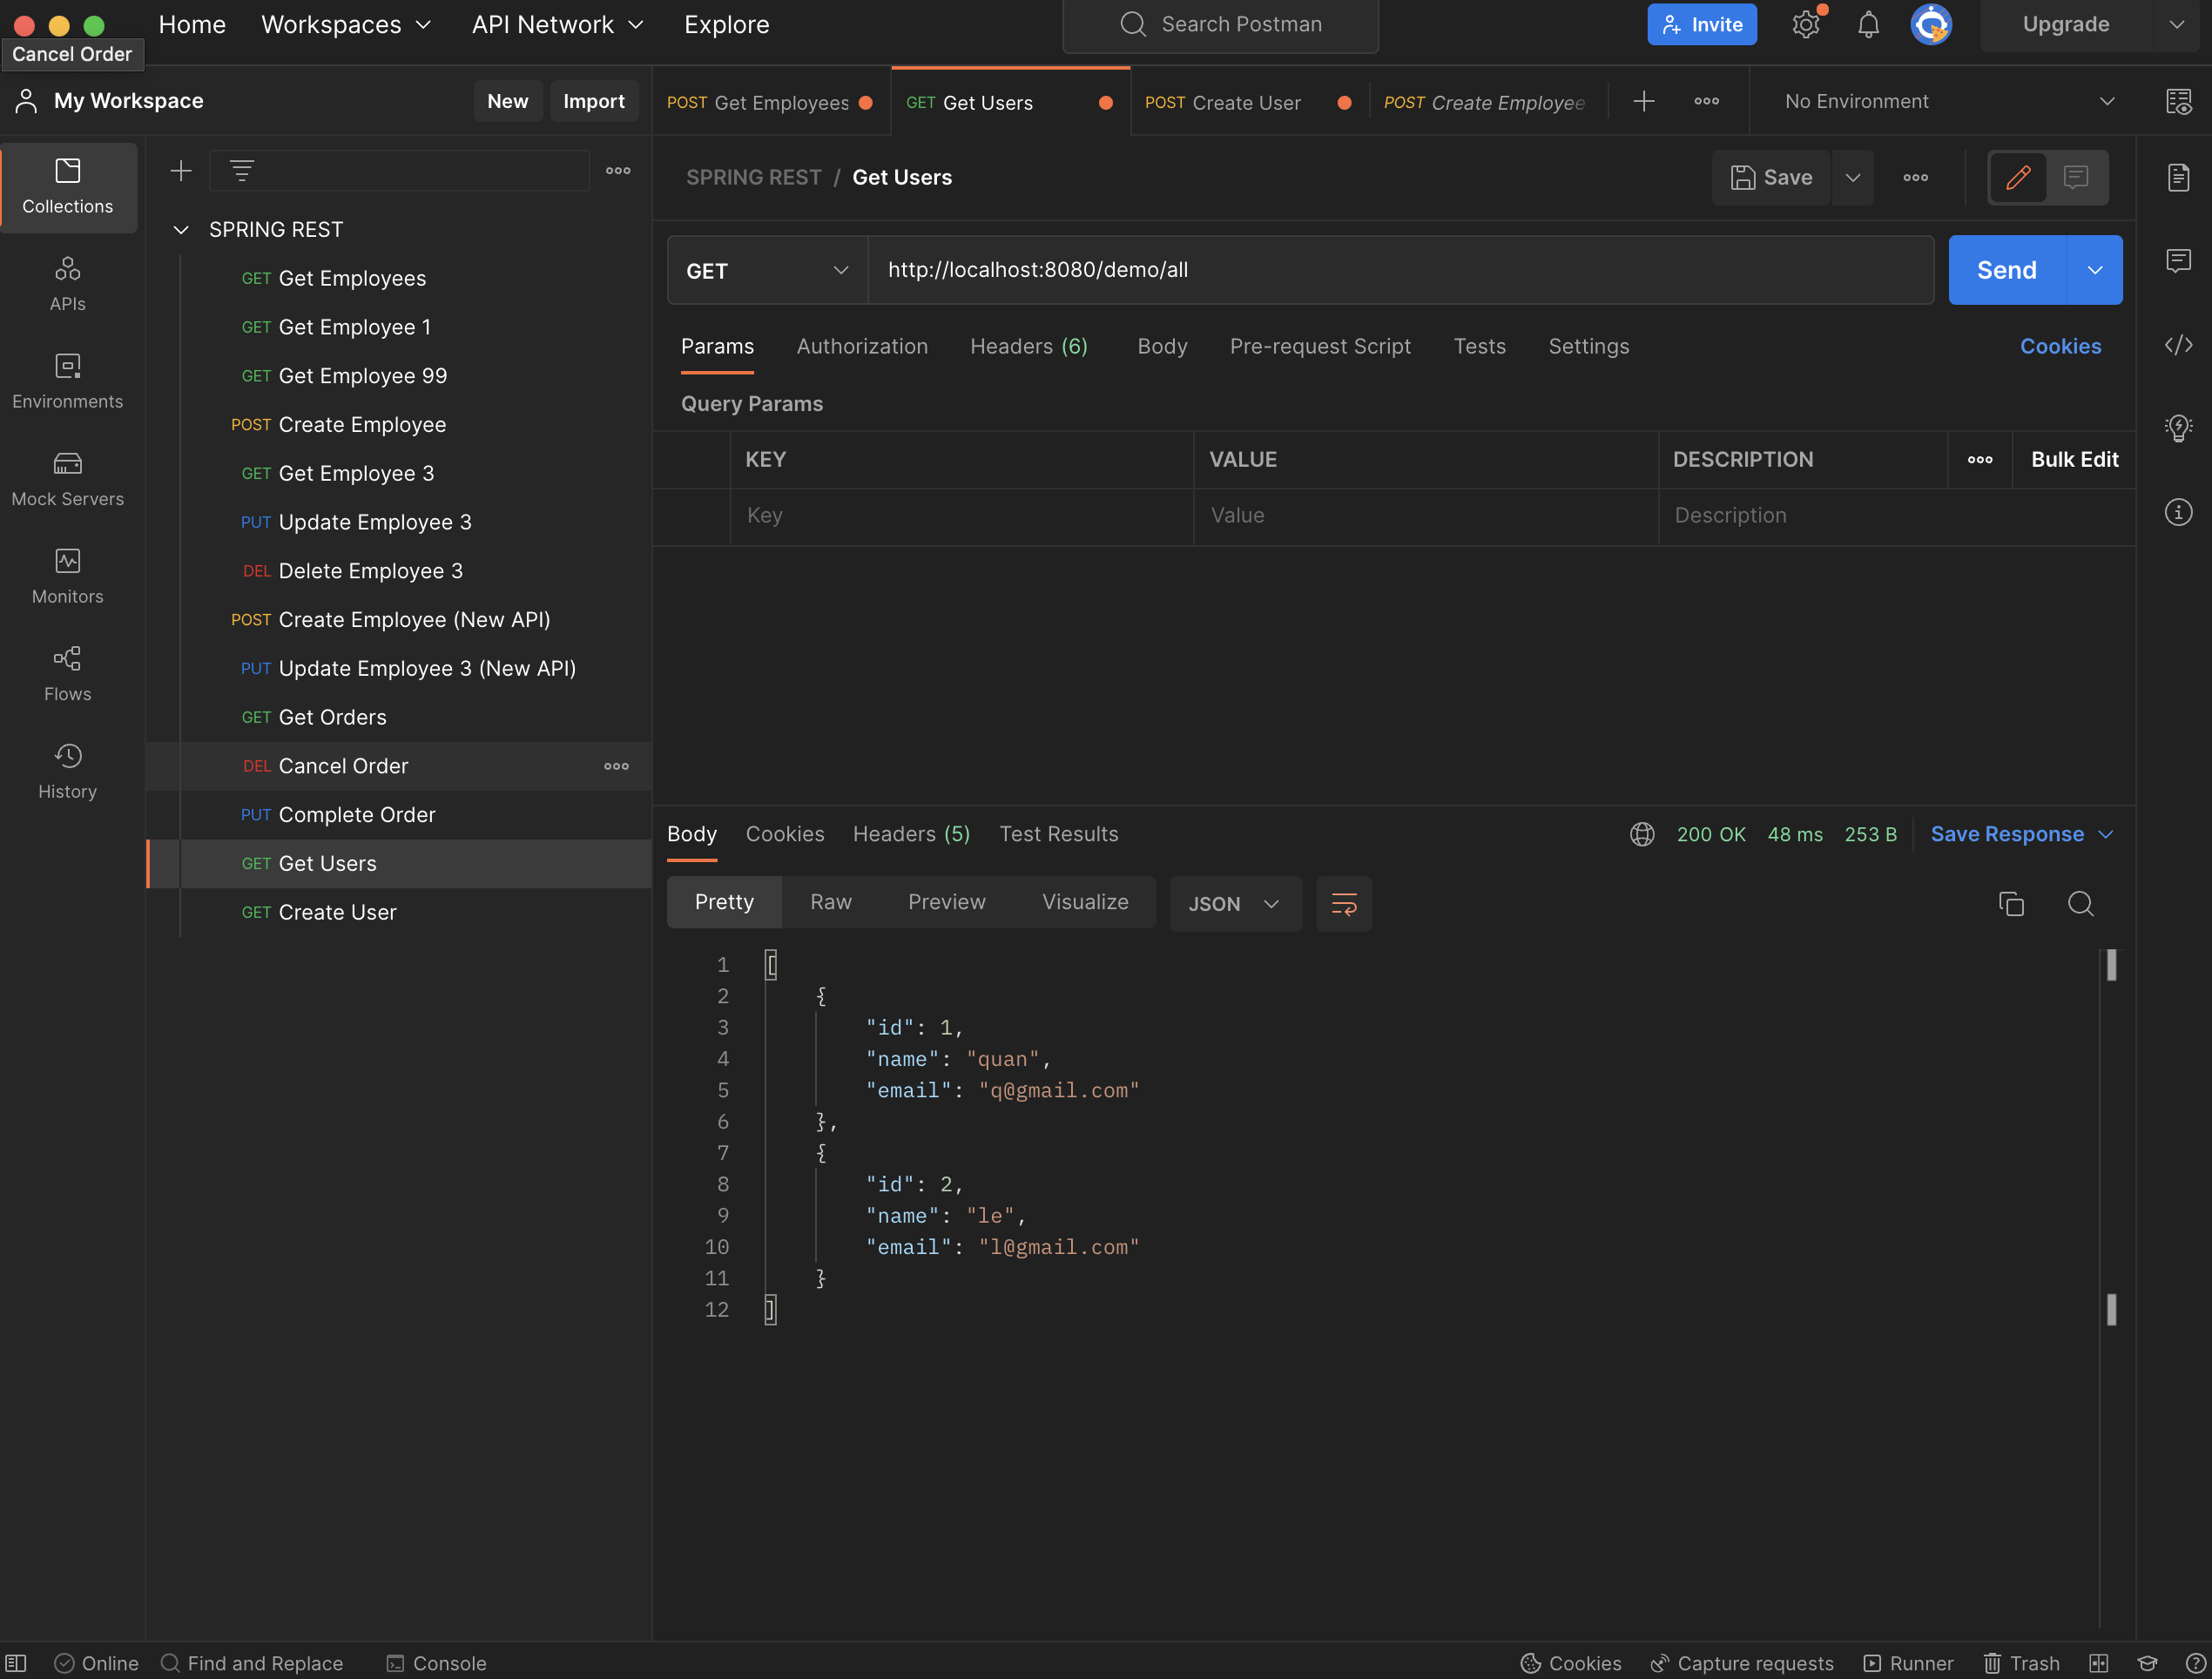 Home Workspaces API Network Explore Search Postman Invite Upgrade
Cancel Order
My Workspace New Import
POST Get Employees GET Get Users POST Create User POST Create Employee No Environment
Collections
APIs
Environments
Mock Servers
Monitors
Flows
History
SPRING REST
GET Get Employees
GET Get Employee 1
GET Get Employee 99
POST Create Employee
GET Get Employee 3
PUT Update Employee 3
DEL Delete Employee 3
POST Create Employee (New API)
PUT Update Employee 3 (New API)
GET Get Orders
DEL Cancel Order
PUT Complete Order
GET Get Users
GET Create User
SPRING REST / Get Users Save
GET http://localhost:8080/demo/all Send
Params Authorization Headers (6) Body Pre-request Script Tests Settings Cookies
Query Params
KEY VALUE DESCRIPTION Bulk Edit
Key Value Description
Body Cookies Headers (5) Test Results 200 OK 48 ms 253 B Save Response
Pretty Raw Preview Visualize JSON
1 [
2 {
3 "id": 1,
4 "name": "quan",
5 "email": "q@gmail.com"
6 },
7 {
8 "id": 2,
9 "name": "le",
10 "email": "l@gmail.com"
11 }
12 ]
Online Find and Replace Console Cookies Capture requests Runner Trash